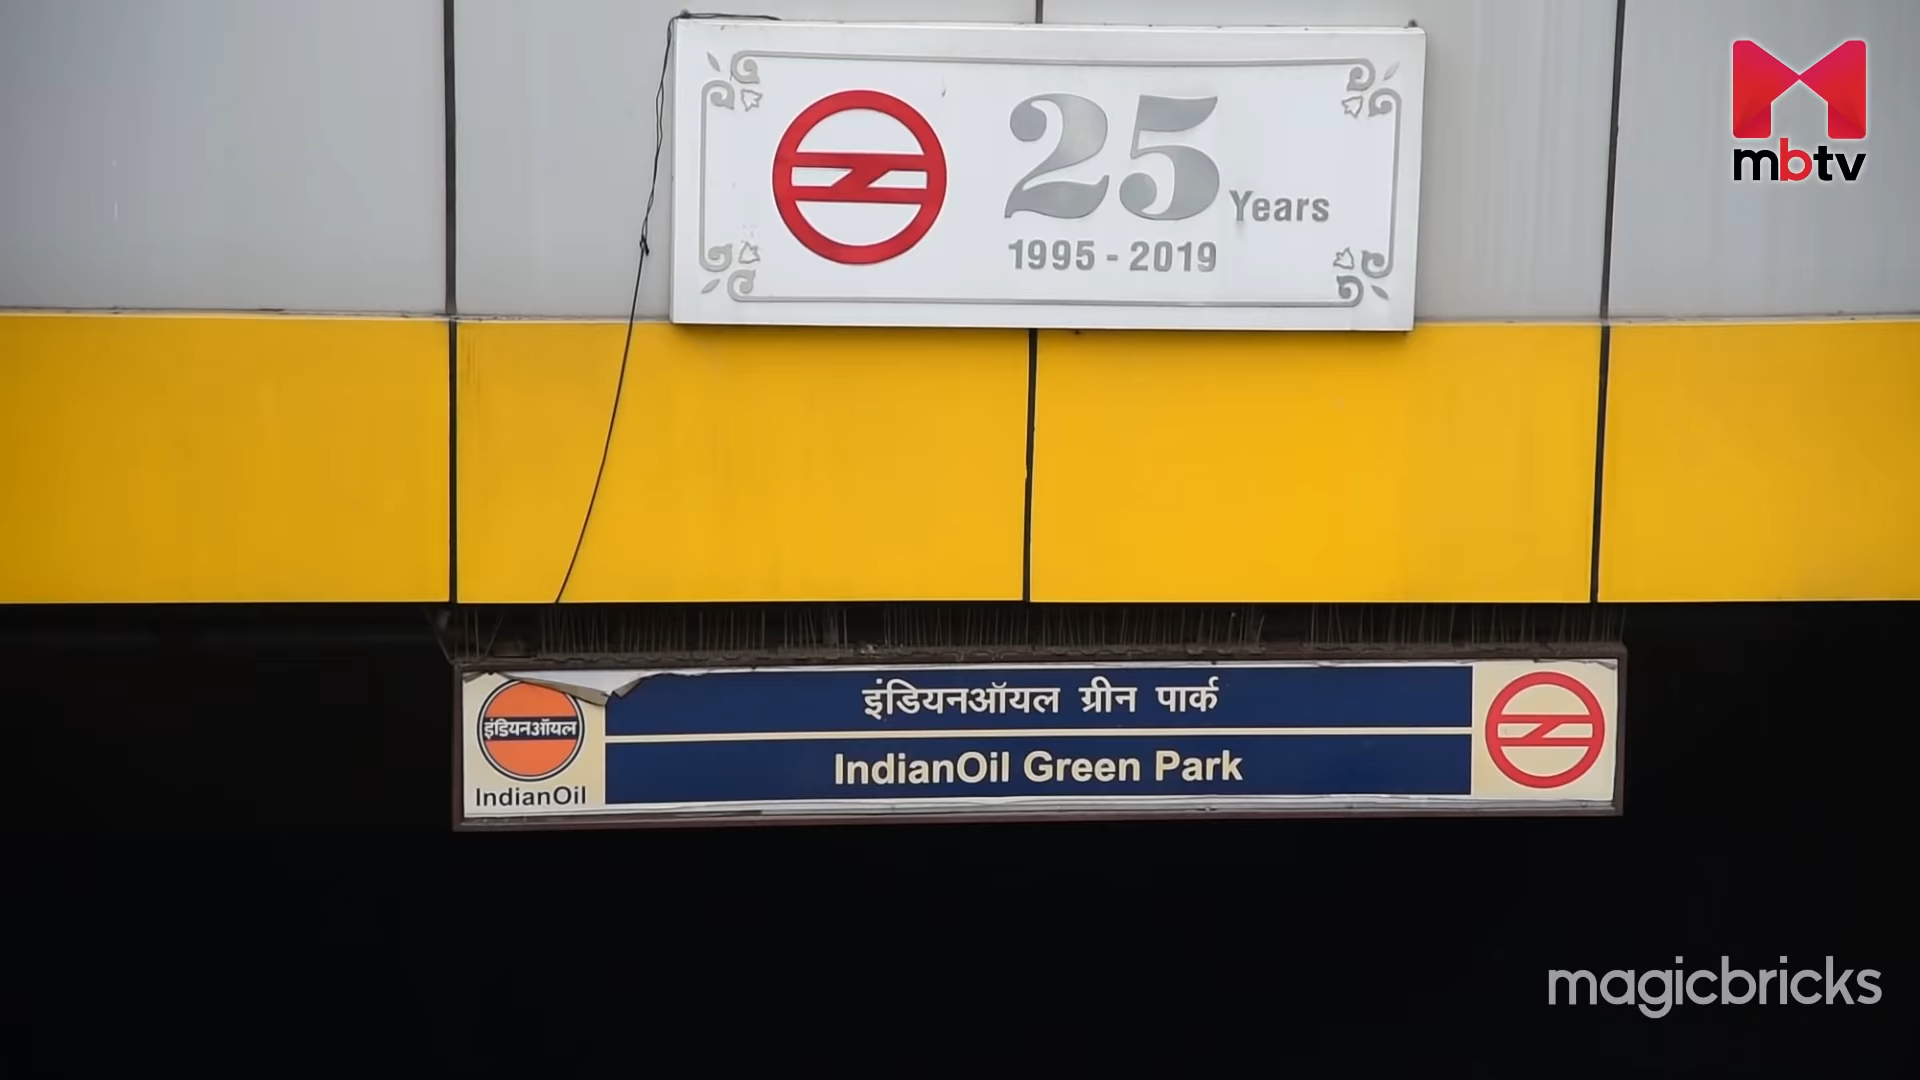 25 Years
1995 - 2019
mbtv
इंडियनऑयल ग्रीन पार्क
इंडियनऑयल
IndianOil Green Park
IndianOil
magicbricks